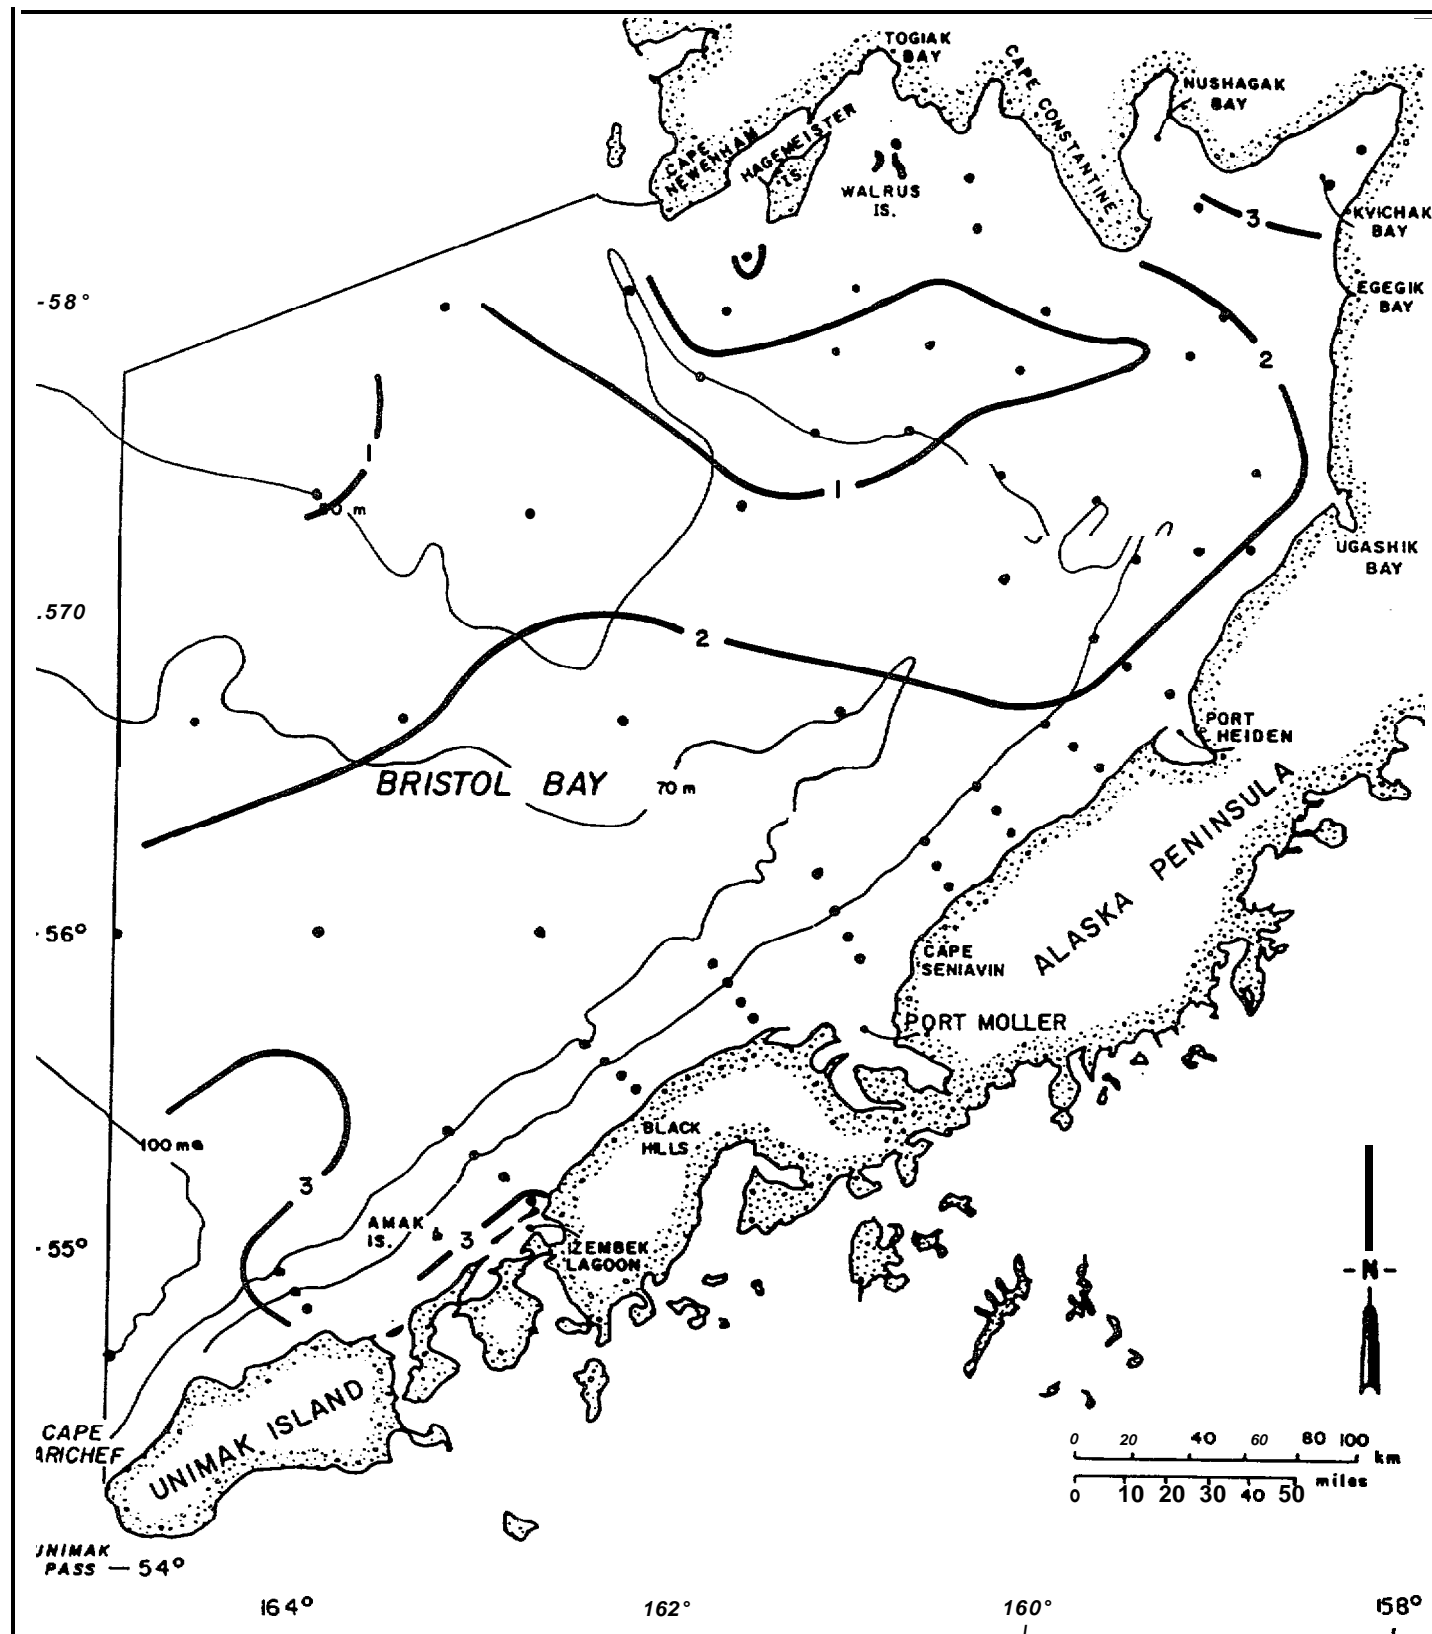 TOGIAK
BAY
CAPE CONSTANTINE
NUSHAGAK
BAY
CAPE
NEWENHAM
HAGEMEISTER
IS.
WALRUS
IS.
3
KVICHAK
BAY
-58°
EGEGIK
BAY
2
1
1
50 m
UGASHIK
BAY
.570
2
PORT
HEIDEN
BRISTOL BAY
70 m
ALASKA PENINSULA
56°
CAPE
SENIAVIN
PORT MOLLER
BLACK
HILLS
100 m
3
AMAK
IS.
3
-55°
IZEMBEK
LAGOON
-N-
UNIMAK ISLAND
CAPE
ARICHEF
0 20 40 60 80 100
km
miles
0 10 20 30 40 50
UNIMAK
PASS — 54°
164° 162° 160° 158°